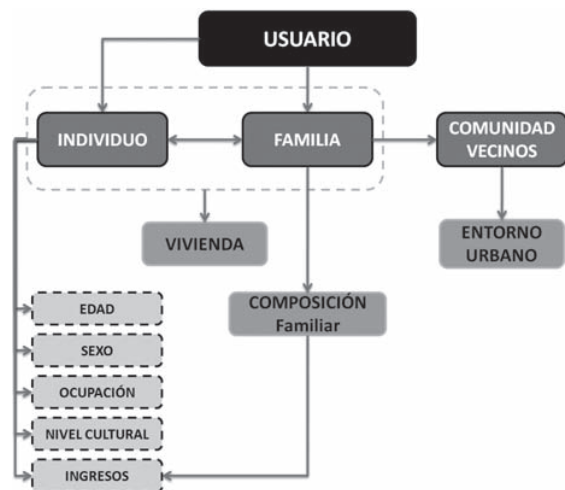 USUARIO
INDIVIDUO
FAMILIA
COMUNIDAD
VECINOS
VIVIENDA
ENTORNO
URBANO
COMPOSICIÓN
Familiar
EDAD
SEXO
OCUPACIÓN
NIVEL CULTURAL
INGRESOS